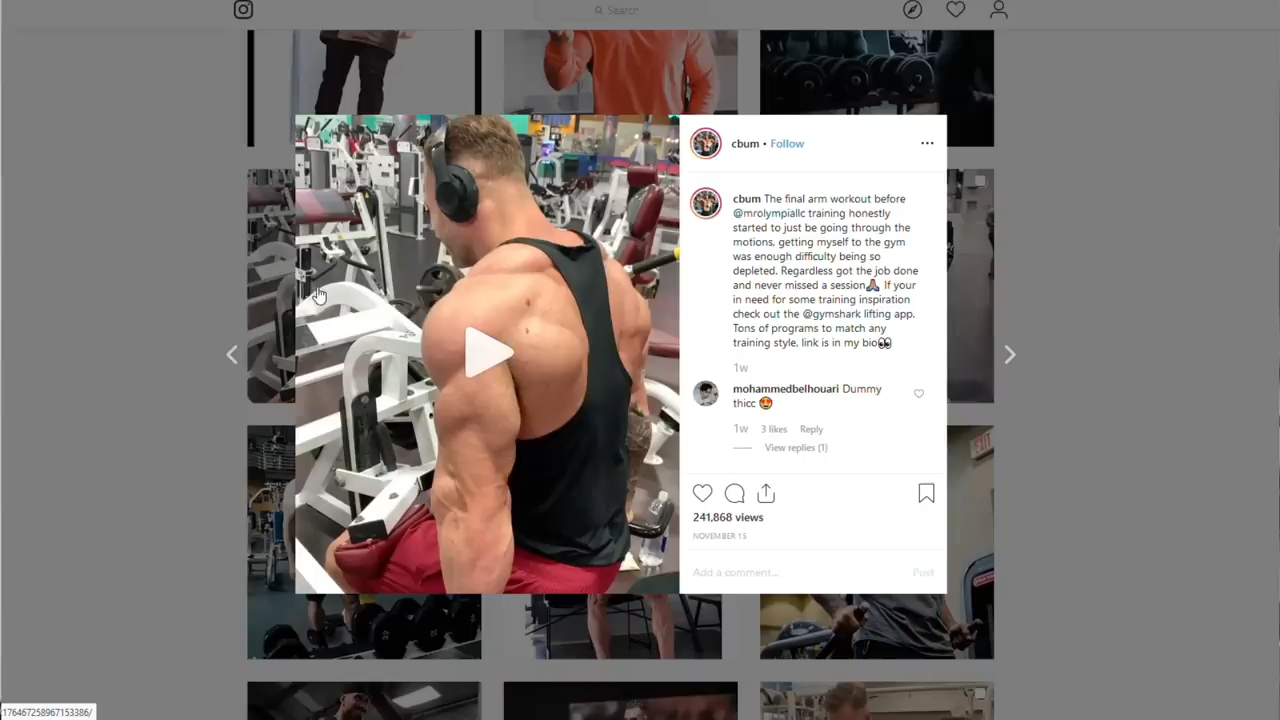 Search
cbum • Follow
cbum The final arm workout before
@mrolympiallc training honestly
started to just be going through the
motions, getting myself to the gym
was enough difficulty being so
depleted. Regardless got the job done
and never missed a session🙏🏽 If your
in need for some training inspiration
check out the @gymshark lifting app.
Tons of programs to match any
training style, link is in my bio👀
1w
mohammedbelhouari Dummy
thicc 😍
1w 3 likes Reply
View replies (1)
241,868 views
NOVEMBER 15
Add a comment... Post
EXIT
1764672589671533​86/